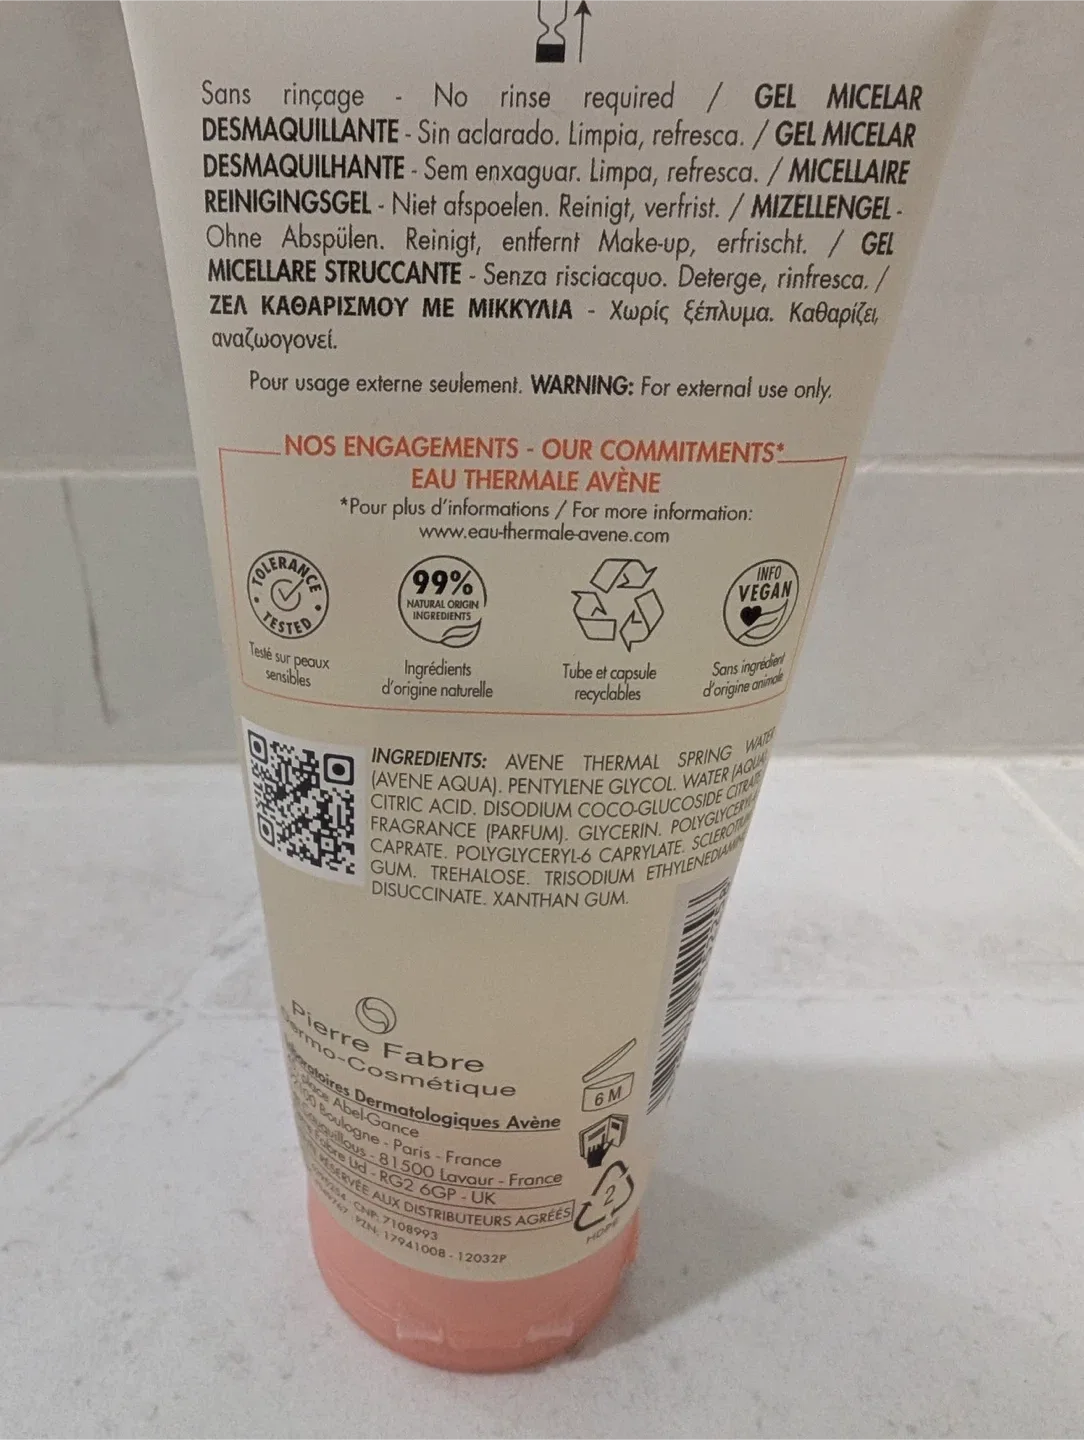 Sans rinçage - No rinse required / GEL MICELAR
DESMAQUILLANTE - Sin aclarado. Limpia, refresca. / GEL MICELAR
DESMAQUILHANTE - Sem enxaguar. Limpa, refresca. / MICELLAIRE
REINIGINGSGEL - Niet afspoelen. Reinigt, verfrist. / MIZELLENGEL -
Ohne Abspülen. Reinigt, entfernt Make-up, erfrischt. / GEL
MICELLARE STRUCCANTE - Senza risciacquo. Deterge, rinfresca. /
ΖΕΛ ΚΑΘΑΡΙΣΜΟΥ ΜΕ ΜΙΚΚΥΛΙΑ - Χωρίς ξέπλυμα. Καθαρίζει,
αναζωογονεί.
Pour usage externe seulement. WARNING: For external use only.
NOS ENGAGEMENTS - OUR COMMITMENTS*
EAU THERMALE AVÈNE
*Pour plus d'informations / For more information:
www.eau-thermale-avene.com
TOLERANCE
TESTED
Testé sur peaux
sensibles
99%
NATURAL ORIGIN
INGREDIENTS
Ingrédients
d'origine naturelle
Tube et capsule
recyclables
INFO
VEGAN
Sans ingrédient
d'origine animale
INGREDIENTS: AVENE THERMAL SPRING WATER
(AVENE AQUA). PENTYLENE GLYCOL. WATER (AQUA).
CITRIC ACID. DISODIUM COCO-GLUCOSIDE CITRATE.
FRAGRANCE (PARFUM). GLYCERIN. POLYGLYCERYL-
CAPRATE. POLYGLYCERYL-6 CAPRYLATE. SCLEROTIUM
GUM. TREHALOSE. TRISODIUM ETHYLENEDIAMINE
DISUCCINATE. XANTHAN GUM.
Pierre Fabre
Dermo-Cosmétique
Laboratoires Dermatologiques Avène
place Abel-Gance
Boulogne - Paris - France
81500 Lavaur - France
Fabre Ltd - RG2 6GP - UK
RÉSERVÉE AUX DISTRIBUTEURS AGRÉÉS
CNP: 7108993
PZN: 17941008 - 12032P
6 M
2
HDPE